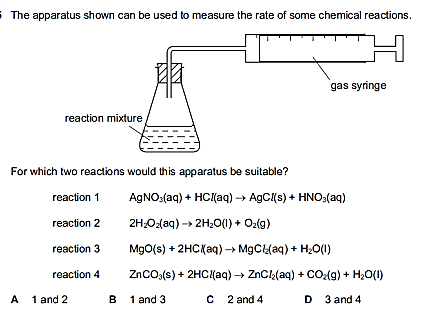 The apparatus shown can be used to measure the rate of some chemical reactions.
gas syringe
reaction mixture
For which two reactions would this apparatus be suitable?
reaction 1 AgNO₃(aq) + HCl(aq) → AgCl(s) + HNO₃(aq)
reaction 2 2H₂O₂(aq) → 2H₂O(l) + O₂(g)
reaction 3 MgO(s) + 2HCl(aq) → MgCl₂(aq) + H₂O(l)
reaction 4 ZnCO₃(s) + 2HCl(aq) → ZnCl₂(aq) + CO₂(g) + H₂O(l)
A 1 and 2 B 1 and 3 C 2 and 4 D 3 and 4